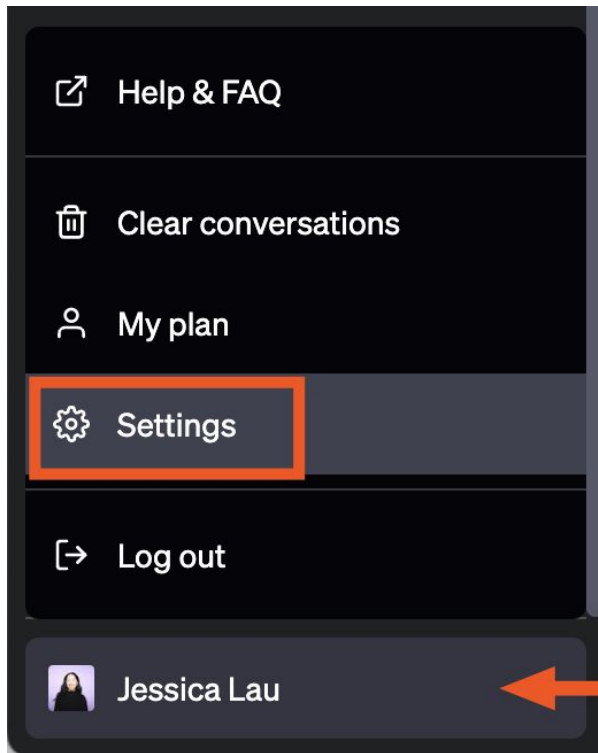 Help & FAQ
Clear conversations
My plan
Settings
Log out
Jessica Lau